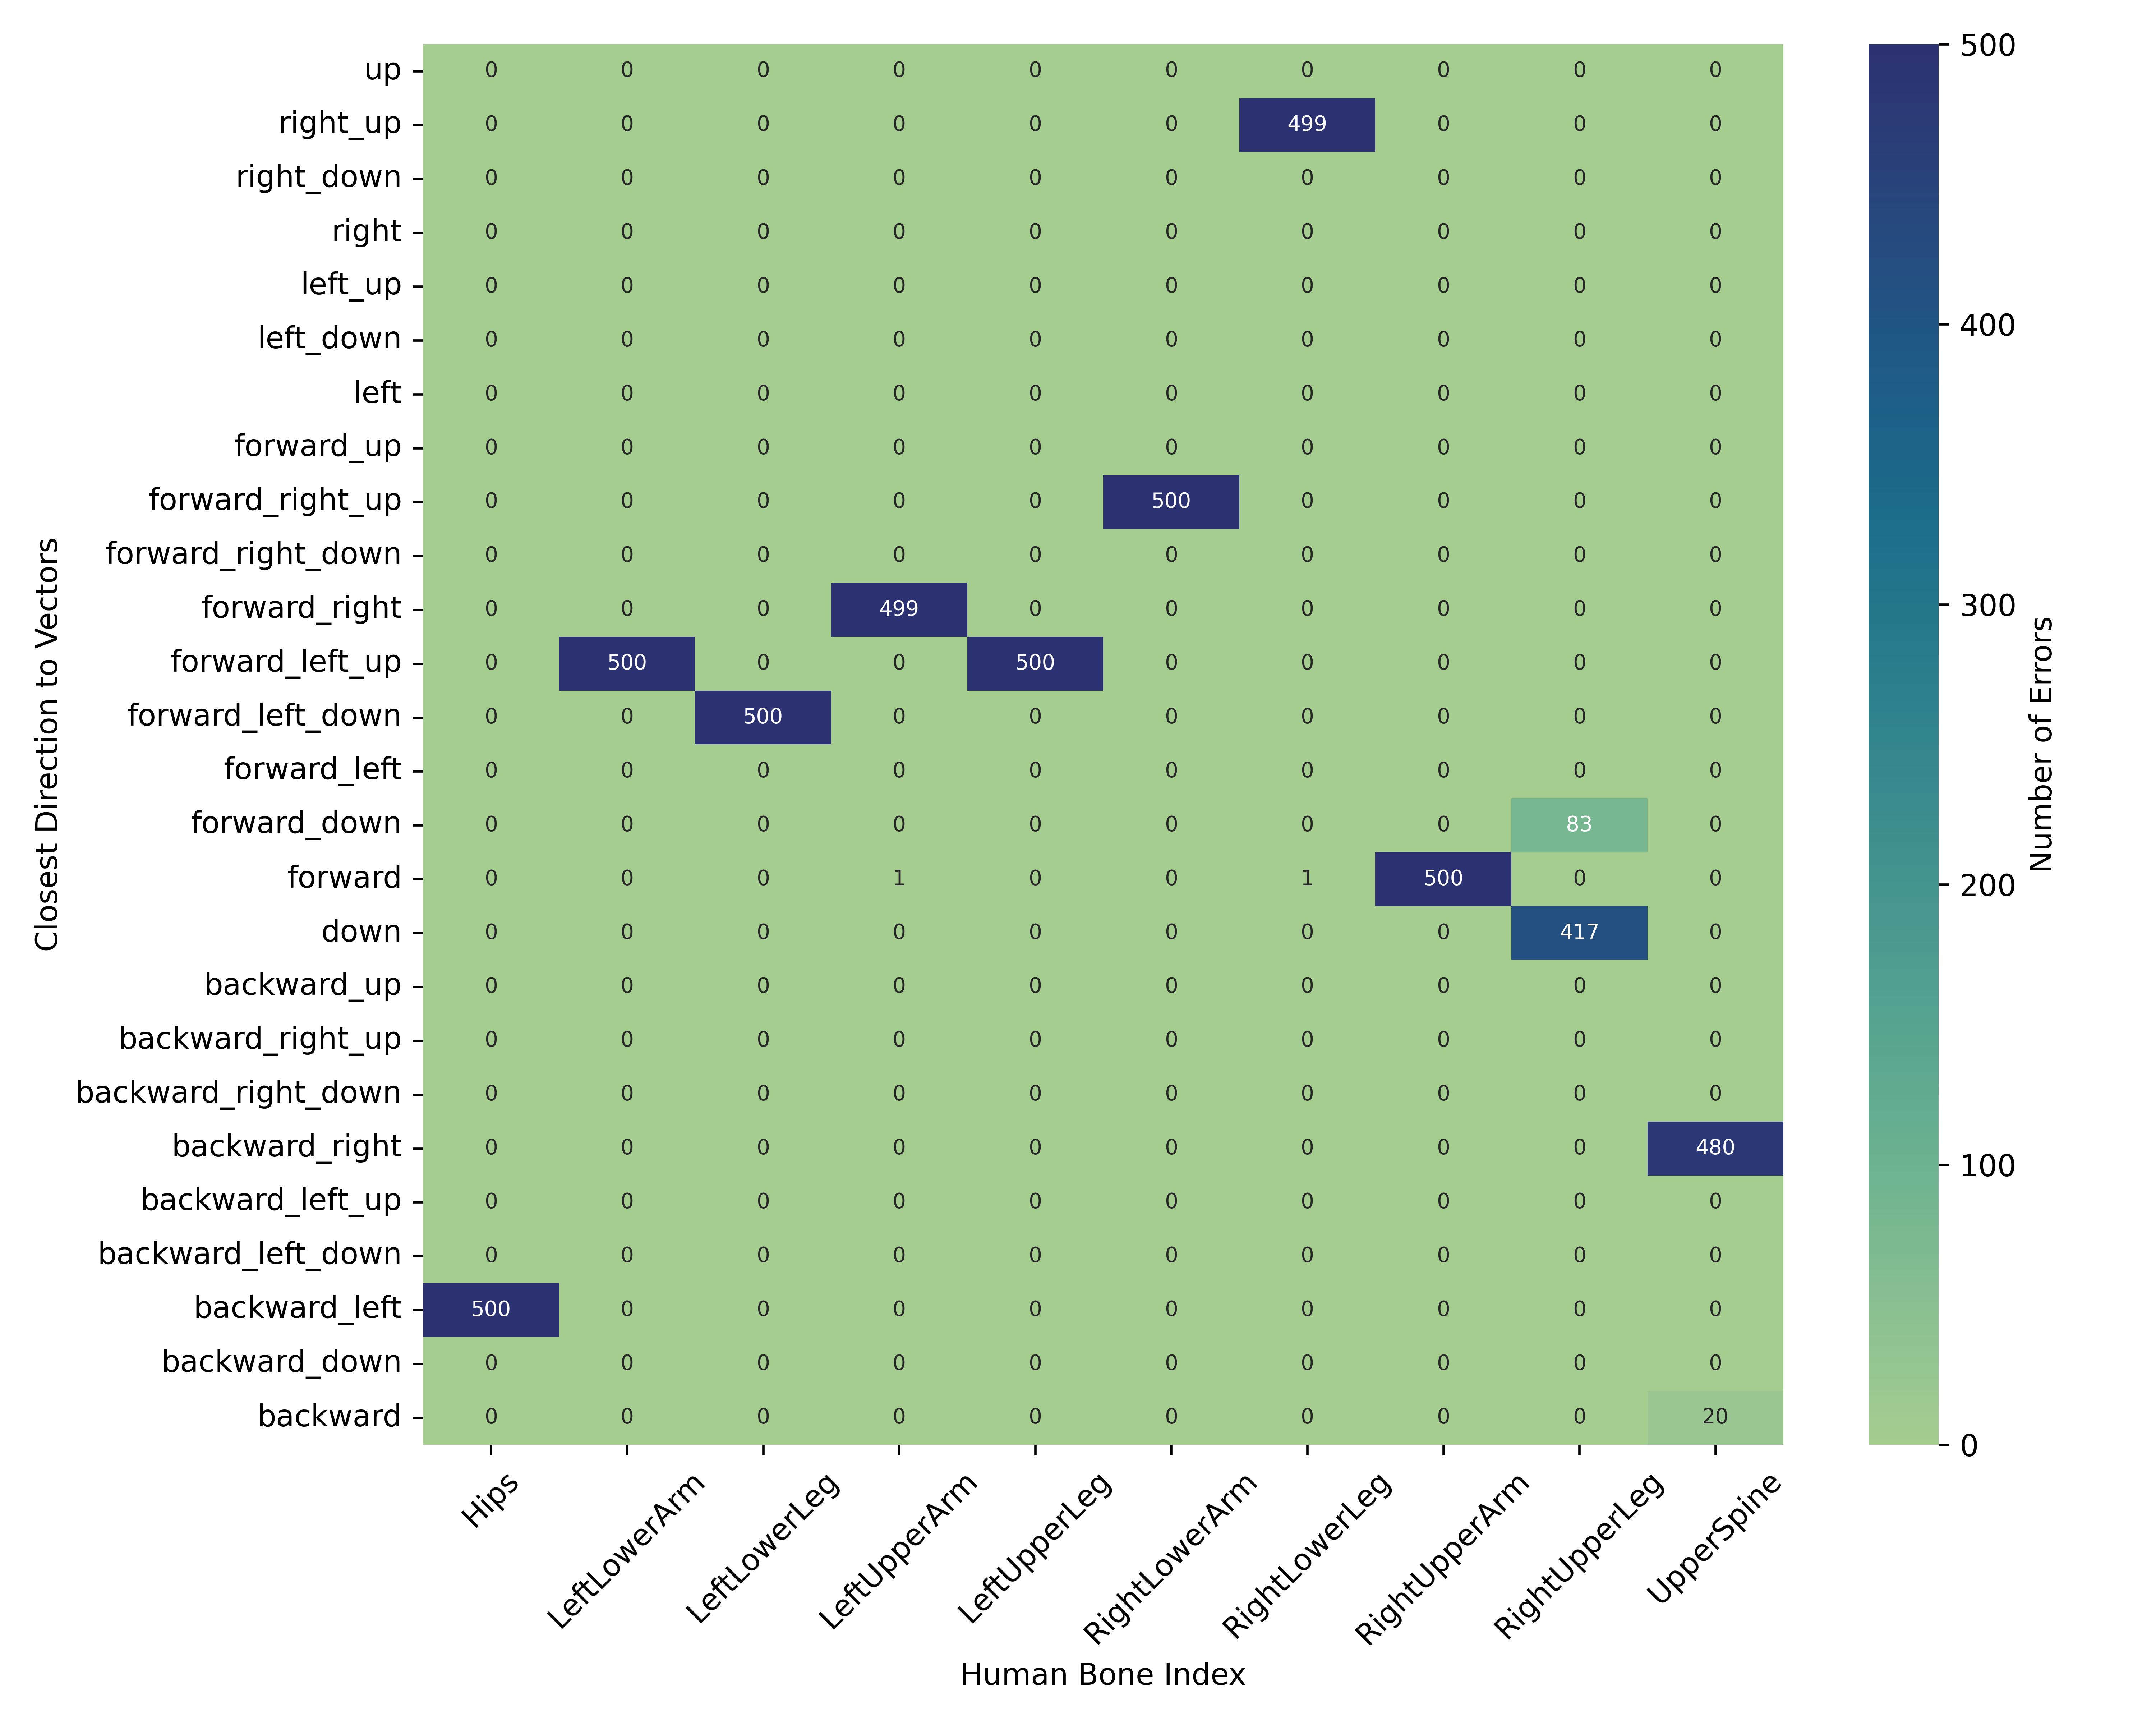 up 0 0 0 0 0 0 0 0 0 0
right_up 0 0 0 0 0 0 499 0 0 0
right_down 0 0 0 0 0 0 0 0 0 0
right 0 0 0 0 0 0 0 0 0 0
left_up 0 0 0 0 0 0 0 0 0 0
left_down 0 0 0 0 0 0 0 0 0 0
left 0 0 0 0 0 0 0 0 0 0
forward_up 0 0 0 0 0 0 0 0 0 0
forward_right_up 0 0 0 0 0 500 0 0 0 0
forward_right_down 0 0 0 0 0 0 0 0 0 0
forward_right 0 0 0 499 0 0 0 0 0 0
forward_left_up 0 500 0 0 500 0 0 0 0 0
forward_left_down 0 0 500 0 0 0 0 0 0 0
forward_left 0 0 0 0 0 0 0 0 0 0
forward_down 0 0 0 0 0 0 0 0 83 0
forward 0 0 0 1 0 0 1 500 0 0
down 0 0 0 0 0 0 0 0 417 0
backward_up 0 0 0 0 0 0 0 0 0 0
backward_right_up 0 0 0 0 0 0 0 0 0 0
backward_right_down 0 0 0 0 0 0 0 0 0 0
backward_right 0 0 0 0 0 0 0 0 0 480
backward_left_up 0 0 0 0 0 0 0 0 0 0
backward_left_down 0 0 0 0 0 0 0 0 0 0
backward_left 500 0 0 0 0 0 0 0 0 0
backward_down 0 0 0 0 0 0 0 0 0 0
backward 0 0 0 0 0 0 0 0 0 20
Closest Direction to Vectors
Hips LeftLowerArm LeftLowerLeg LeftUpperArm LeftUpperLeg RightLowerArm RightLowerLeg RightUpperArm RightUpperLeg UpperSpine
Human Bone Index
500
400
300
200
100
0
Number of Errors